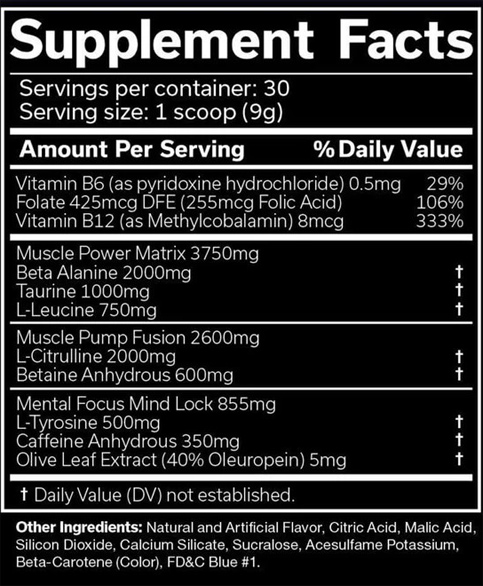 Supplement Facts
Servings per container: 30
Serving size: 1 scoop (9g)
Amount Per Serving % Daily Value
Vitamin B6 (as pyridoxine hydrochloride) 0.5mg 29%
Folate 425mcg DFE (255mcg Folic Acid) 106%
Vitamin B12 (as Methylcobalamin) 8mcg 333%
Muscle Power Matrix 3750mg
Beta Alanine 2000mg †
Taurine 1000mg †
L-Leucine 750mg †
Muscle Pump Fusion 2600mg
L-Citrulline 2000mg †
Betaine Anhydrous 600mg †
Mental Focus Mind Lock 855mg
L-Tyrosine 500mg †
Caffeine Anhydrous 350mg †
Olive Leaf Extract (40% Oleuropein) 5mg †
† Daily Value (DV) not established.
Other Ingredients: Natural and Artificial Flavor, Citric Acid, Malic Acid,
Silicon Dioxide, Calcium Silicate, Sucralose, Acesulfame Potassium,
Beta-Carotene (Color), FD&C Blue #1.